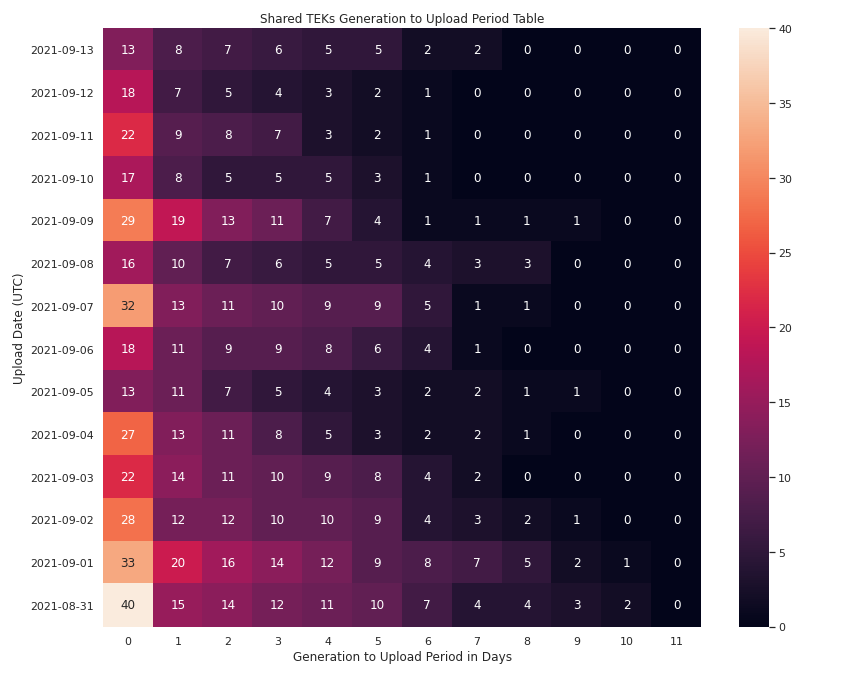 Shared TEKs Generation to Upload Period Table
Upload Date (UTC)
2021-09-13 13 8 7 6 5 5 2 2 0 0 0 0
2021-09-12 18 7 5 4 3 2 1 0 0 0 0 0
2021-09-11 22 9 8 7 3 2 1 0 0 0 0 0
2021-09-10 17 8 5 5 5 3 1 0 0 0 0 0
2021-09-09 29 19 13 11 7 4 1 1 1 1 0 0
2021-09-08 16 10 7 6 5 5 4 3 3 0 0 0
2021-09-07 32 13 11 10 9 9 5 1 1 0 0 0
2021-09-06 18 11 9 9 8 6 4 1 0 0 0 0
2021-09-05 13 11 7 5 4 3 2 2 1 1 0 0
2021-09-04 27 13 11 8 5 3 2 2 1 0 0 0
2021-09-03 22 14 11 10 9 8 4 2 0 0 0 0
2021-09-02 28 12 12 10 10 9 4 3 2 1 0 0
2021-09-01 33 20 16 14 12 9 8 7 5 2 1 0
2021-08-31 40 15 14 12 11 10 7 4 4 3 2 0
0 1 2 3 4 5 6 7 8 9 10 11
Generation to Upload Period in Days
40
35
30
25
20
15
10
5
0